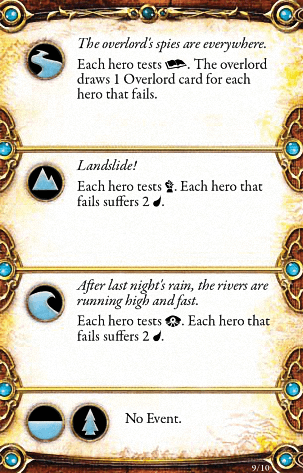 The overlord's spies are everywhere.
Each hero tests . The overlord
draws 1 Overlord card for each
hero that fails.
Landslide!
Each hero tests . Each hero that
fails suffers 2 .
After last night's rain, the rivers are
running high and fast.
Each hero tests . Each hero that
fails suffers 2 .
No Event.
9/10